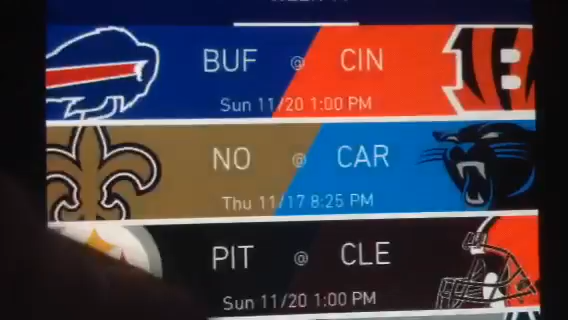 BUF @ CIN
Sun 11/20 1:00 PM
NO @ CAR
Thu 11/17 8:25 PM
PIT @ CLE
Sun 11/20 1:00 PM